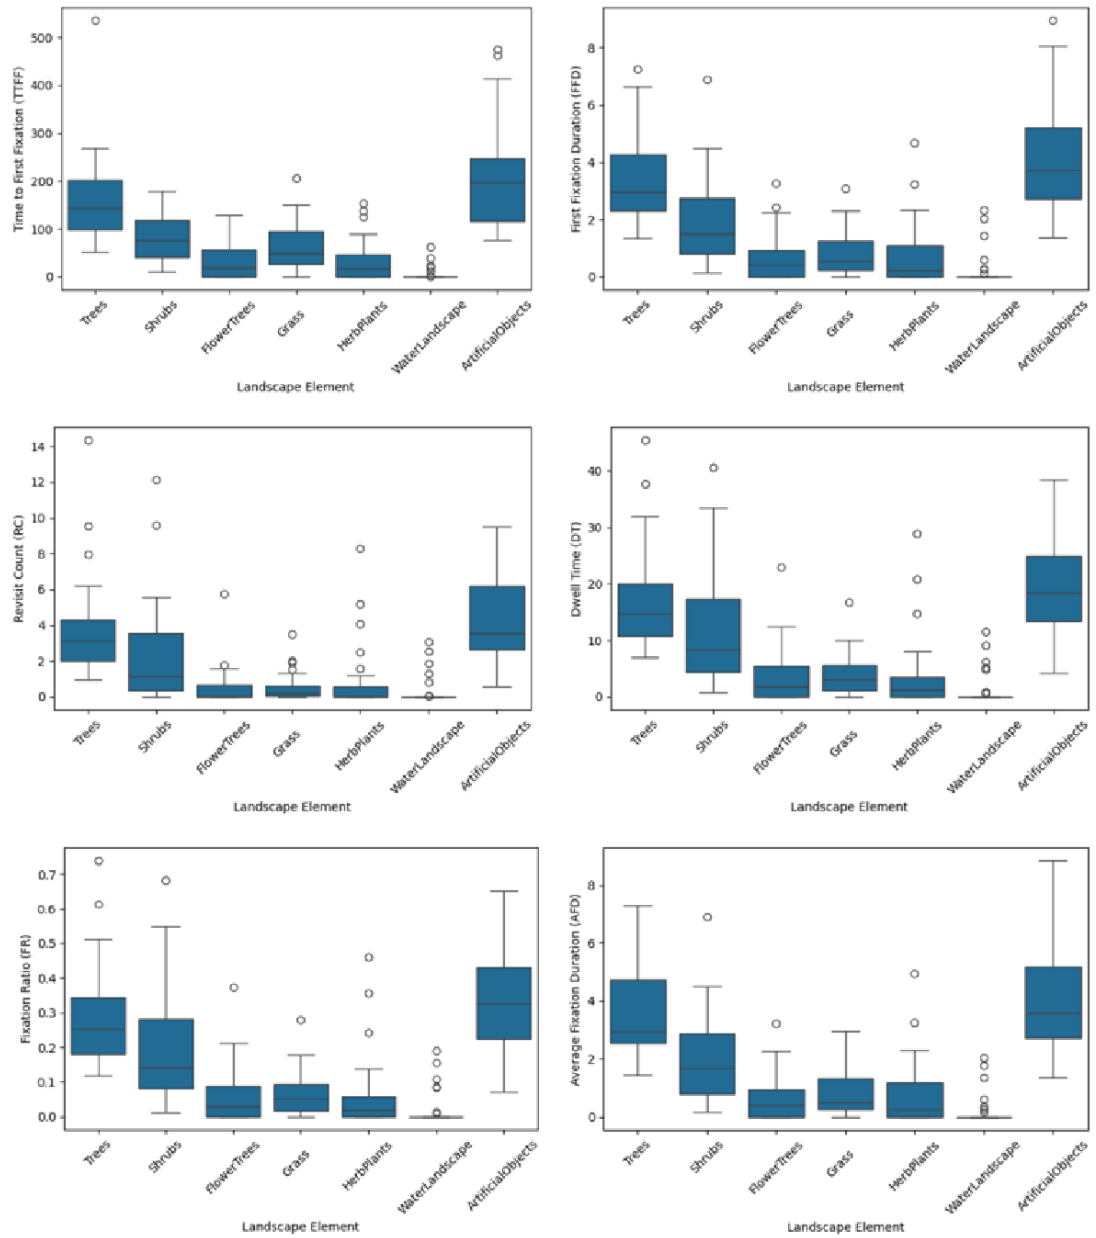 Time to First Fixation (TTFF)
500
400
300
200
100
0
Trees
Shrubs
FlowerTrees
Grass
HerbPlants
WaterLandscape
ArtificialObjects
Landscape Element
First Fixation Duration (FFD)
8
6
4
2
0
Trees
Shrubs
FlowerTrees
Grass
HerbPlants
WaterLandscape
ArtificialObjects
Landscape Element
Revisit Count (RC)
14
12
10
8
6
4
2
0
Trees
Shrubs
FlowerTrees
Grass
HerbPlants
WaterLandscape
ArtificialObjects
Landscape Element
Dwell Time (DT)
40
30
20
10
0
Trees
Shrubs
FlowerTrees
Grass
HerbPlants
WaterLandscape
ArtificialObjects
Landscape Element
Fixation Ratio (FR)
0.7
0.6
0.5
0.4
0.3
0.2
0.1
0.0
Trees
Shrubs
FlowerTrees
Grass
HerbPlants
WaterLandscape
ArtificialObjects
Landscape Element
Average Fixation Duration (AFD)
8
6
4
2
0
Trees
Shrubs
FlowerTrees
Grass
HerbPlants
WaterLandscape
ArtificialObjects
Landscape Element